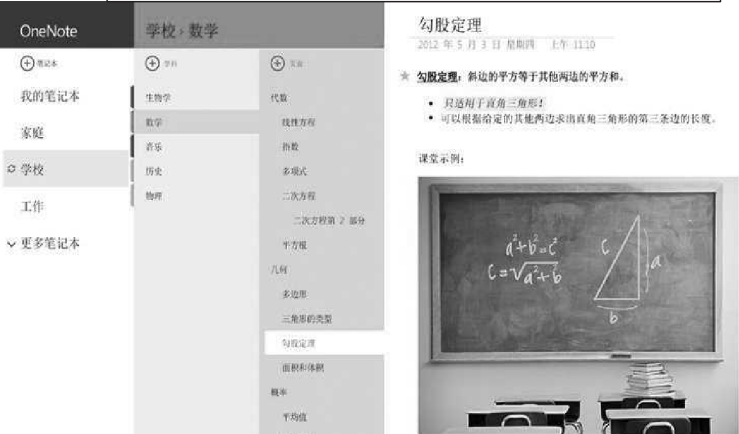 OneNote
学校 › 数学
笔记本
学科
页面
我的笔记本
家庭
学校
工作
更多笔记本
生物学
数学
音乐
历史
物理
代数
线性方程
指数
多项式
二次方程
二次方程第 2 部分
平方根
几何
多边形
三角形的类型
勾股定理
面积和体积
概率
平均值
勾股定理
2012 年 5 月 3 日 星期四 上午 11:10
勾股定理：斜边的平方等于其他两边的平方和。
只适用于直角三角形！
可以根据给定的其他两边求出直角三角形的第三条边的长度。
课堂示例：
a²+b²=c²
c=√a²+b
c
a
b